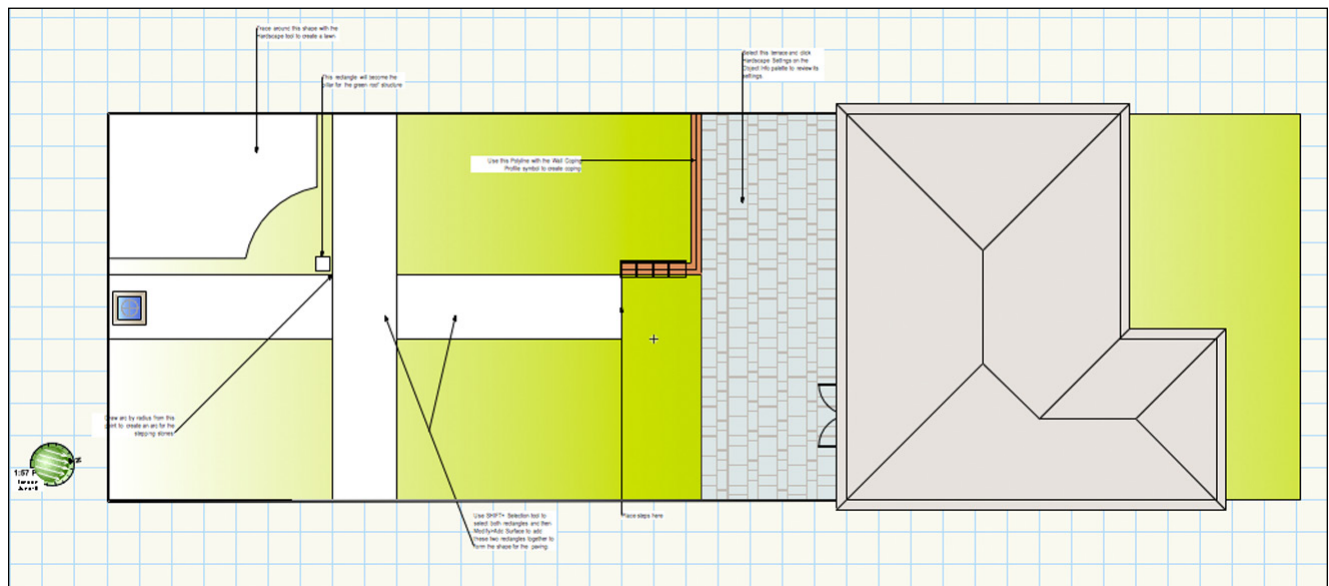 Trace around this shape with the
Hardscape tool to create a lawn
This rectangle will become the
pillar for the 'green roof' structure
Select this terrace and click
Hardscape Settings on the
Object Info palette to review its
settings.
Use this Polyline with the Wall Coping
Profile symbol to create coping
Draw arc by radius from this
point to create an arc for the
stepping stones
1:57 P
Use SHIFT+ Selection tool to
select both rectangles and then
Modify>Add Surface to add
these two rectangles together to
form the shape for the paving
Place steps here